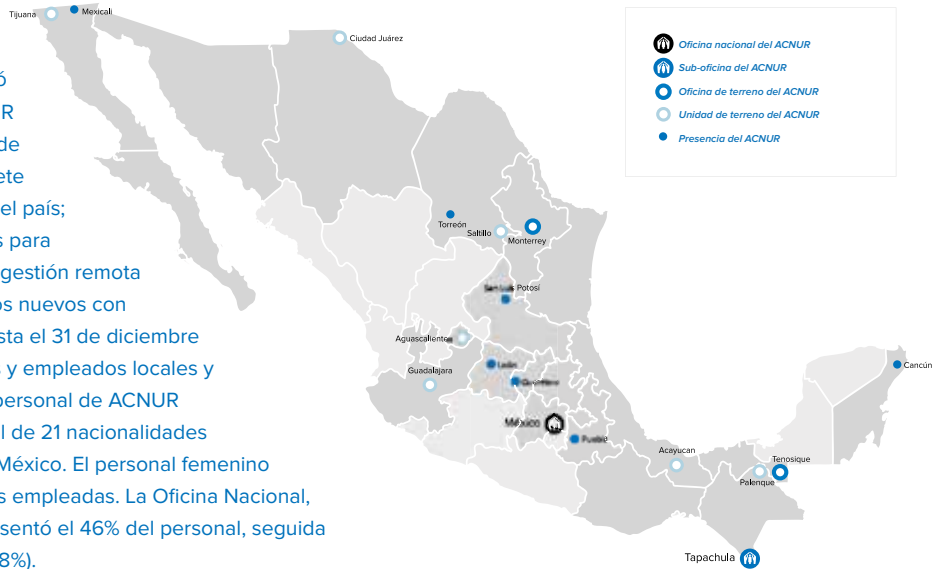 Tijuana
Mexicali
Ciudad Juárez
Oficina nacional del ACNUR
Sub-oficina del ACNUR
Oficina de terreno del ACNUR
Unidad de terreno del ACNUR
Presencia del ACNUR
ó
R
de
ete
el país;
s para
gestión remota
os nuevos con
sta el 31 de diciembre
s y empleados locales y
personal de ACNUR
l de 21 nacionalidades
México. El personal femenino
s empleadas. La Oficina Nacional,
sentó el 46% del personal, seguida
8%).
Torreón
Saltillo
Monterrey
San Luis Potosí
Aguascalientes
Guadalajara
León
Querétaro
México
Puebla
Acayucan
Tenosique
Palenque
Cancún
Tapachula